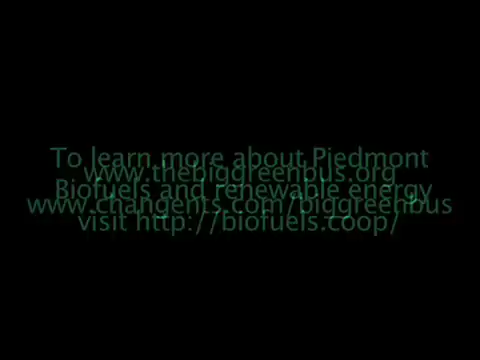 To learn more about Piedmont
www.thebiggreenbus.org
Biofuels and renewable energy
www.changents.com/biggreenbus
visit http://biofuels.coop/